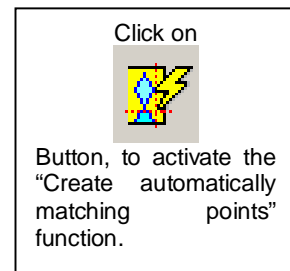 Click on
Button, to activate the
“Create automatically
matching points”
function.